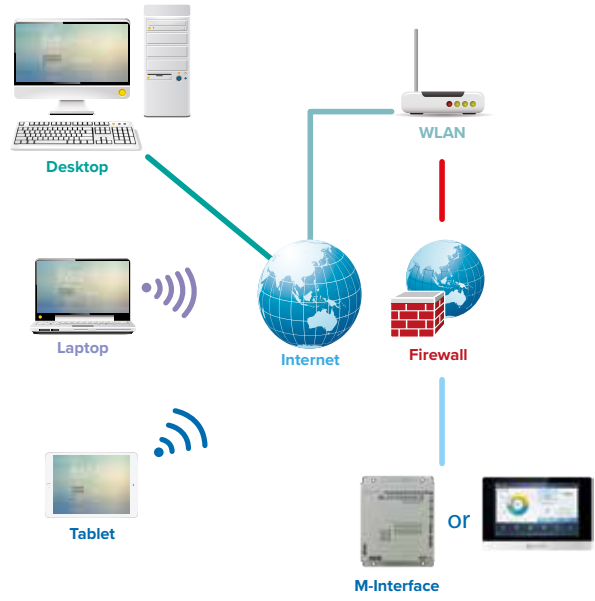 WLAN
Desktop
Laptop
Internet
Firewall
Tablet
or
M-Interface